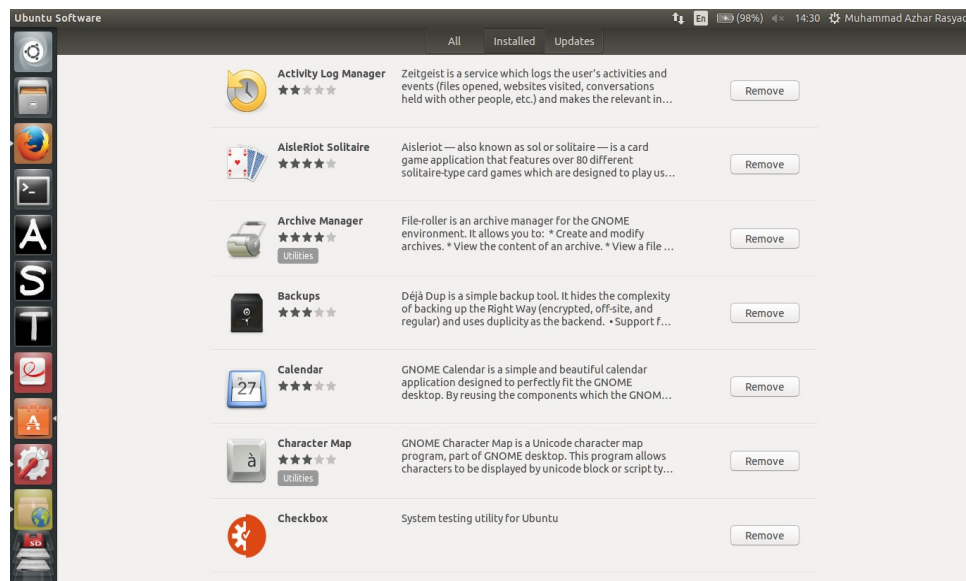 Ubuntu Software
En (98%) 14:30 Muhammad Azhar Rasyad
All Installed Updates
Activity Log Manager
Zeitgeist is a service which logs the user's activities and
events (files opened, websites visited, conversations
held with other people, etc.) and makes the relevant in...
Remove
AisleRiot Solitaire
Aisleriot — also known as sol or solitaire — is a card
game application that features over 80 different
solitaire-type card games which are designed to play us...
Remove
Archive Manager
Utilities
File-roller is an archive manager for the GNOME
environment. It allows you to: * Create and modify
archives. * View the content of an archive. * View a file ...
Remove
Backups
Déjà Dup is a simple backup tool. It hides the complexity
of backing up the Right Way (encrypted, off-site, and
regular) and uses duplicity as the backend. • Support f...
Remove
27
Calendar
GNOME Calendar is a simple and beautiful calendar
application designed to perfectly fit the GNOME
desktop. By reusing the components which the GNOM...
Remove
à
Character Map
Utilities
GNOME Character Map is a Unicode character map
program, part of GNOME desktop. This program allows
characters to be displayed by unicode block or script ty...
Remove
Checkbox
System testing utility for Ubuntu
Remove
A
S
T
A
SD